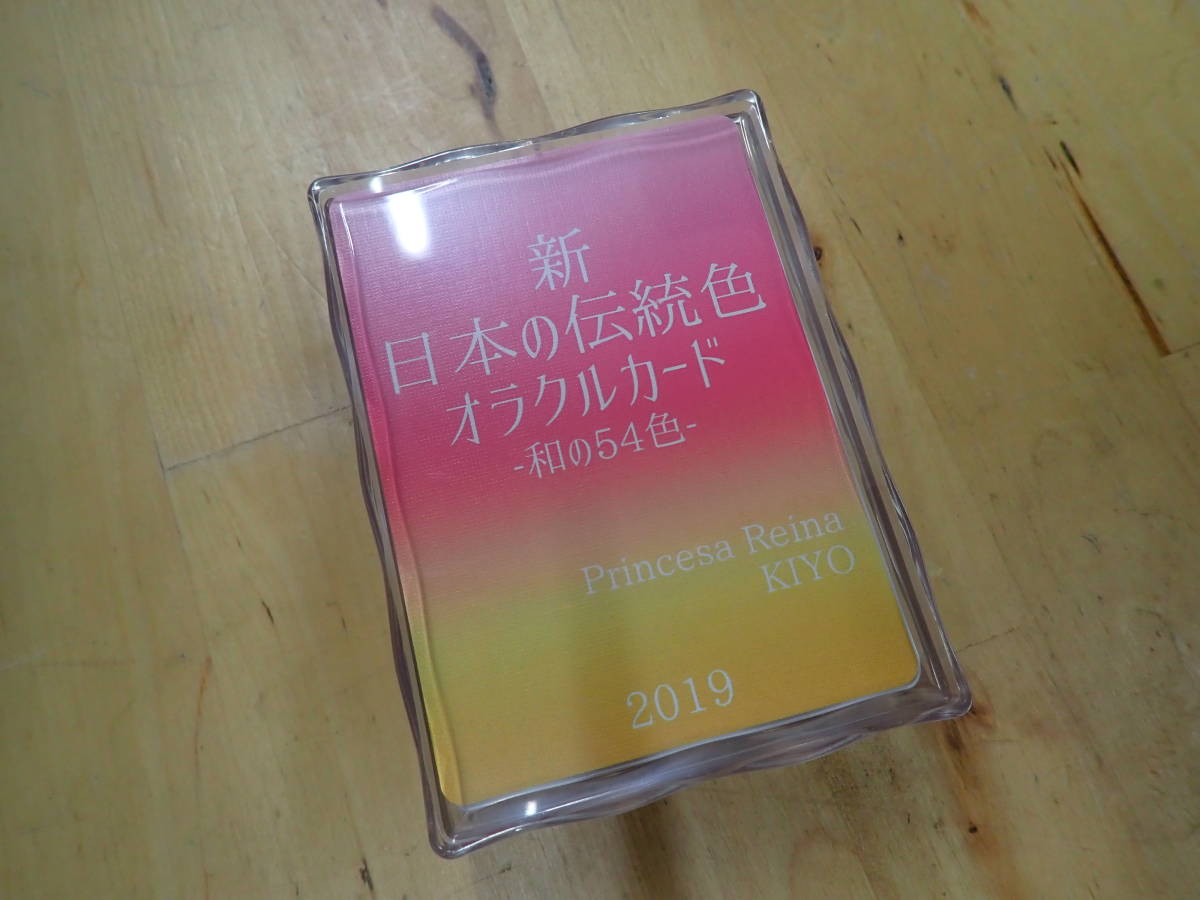 新
日本の伝統色
オラクルカード
-和の54色-
Princesa Reina
KIYO
2019